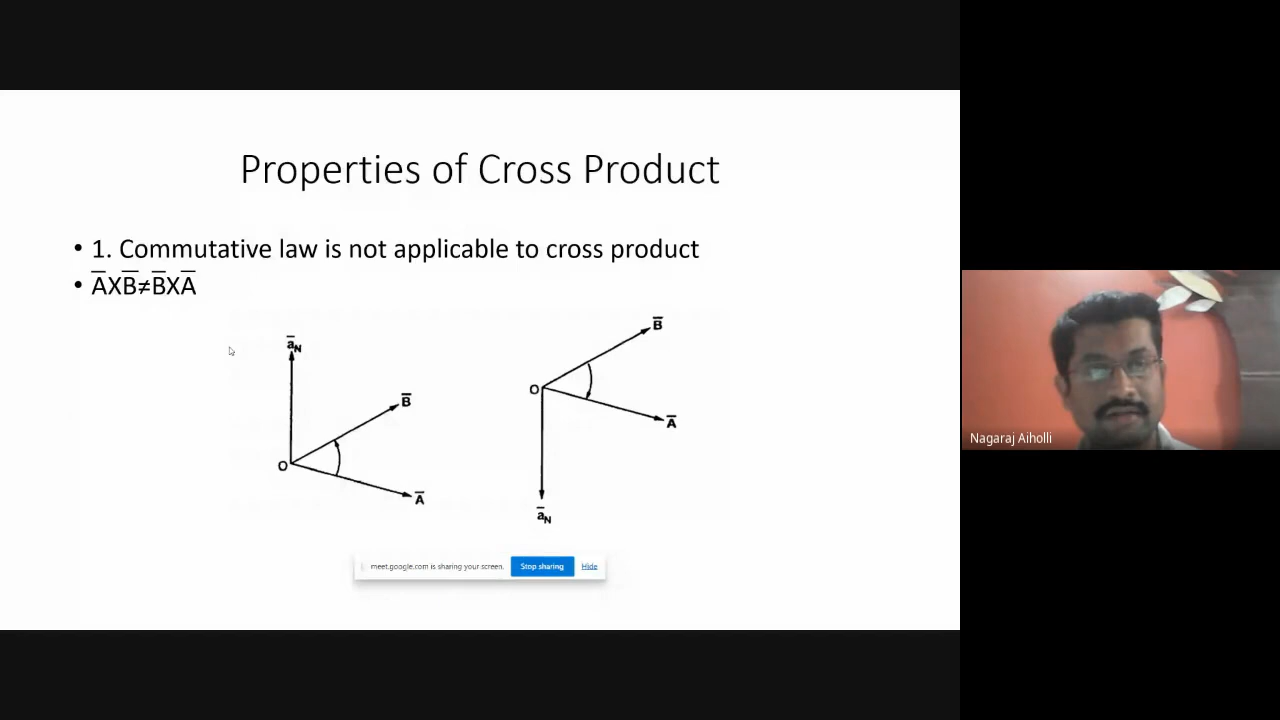 Properties of Cross Product
• 1. Commutative law is not applicable to cross product
• A̅XB̅≠B̅XA̅
a̅N
B̅
O
A̅
B̅
O
A̅
a̅N
meet.google.com is sharing your screen. Stop sharing Hide
Nagaraj Aiholli